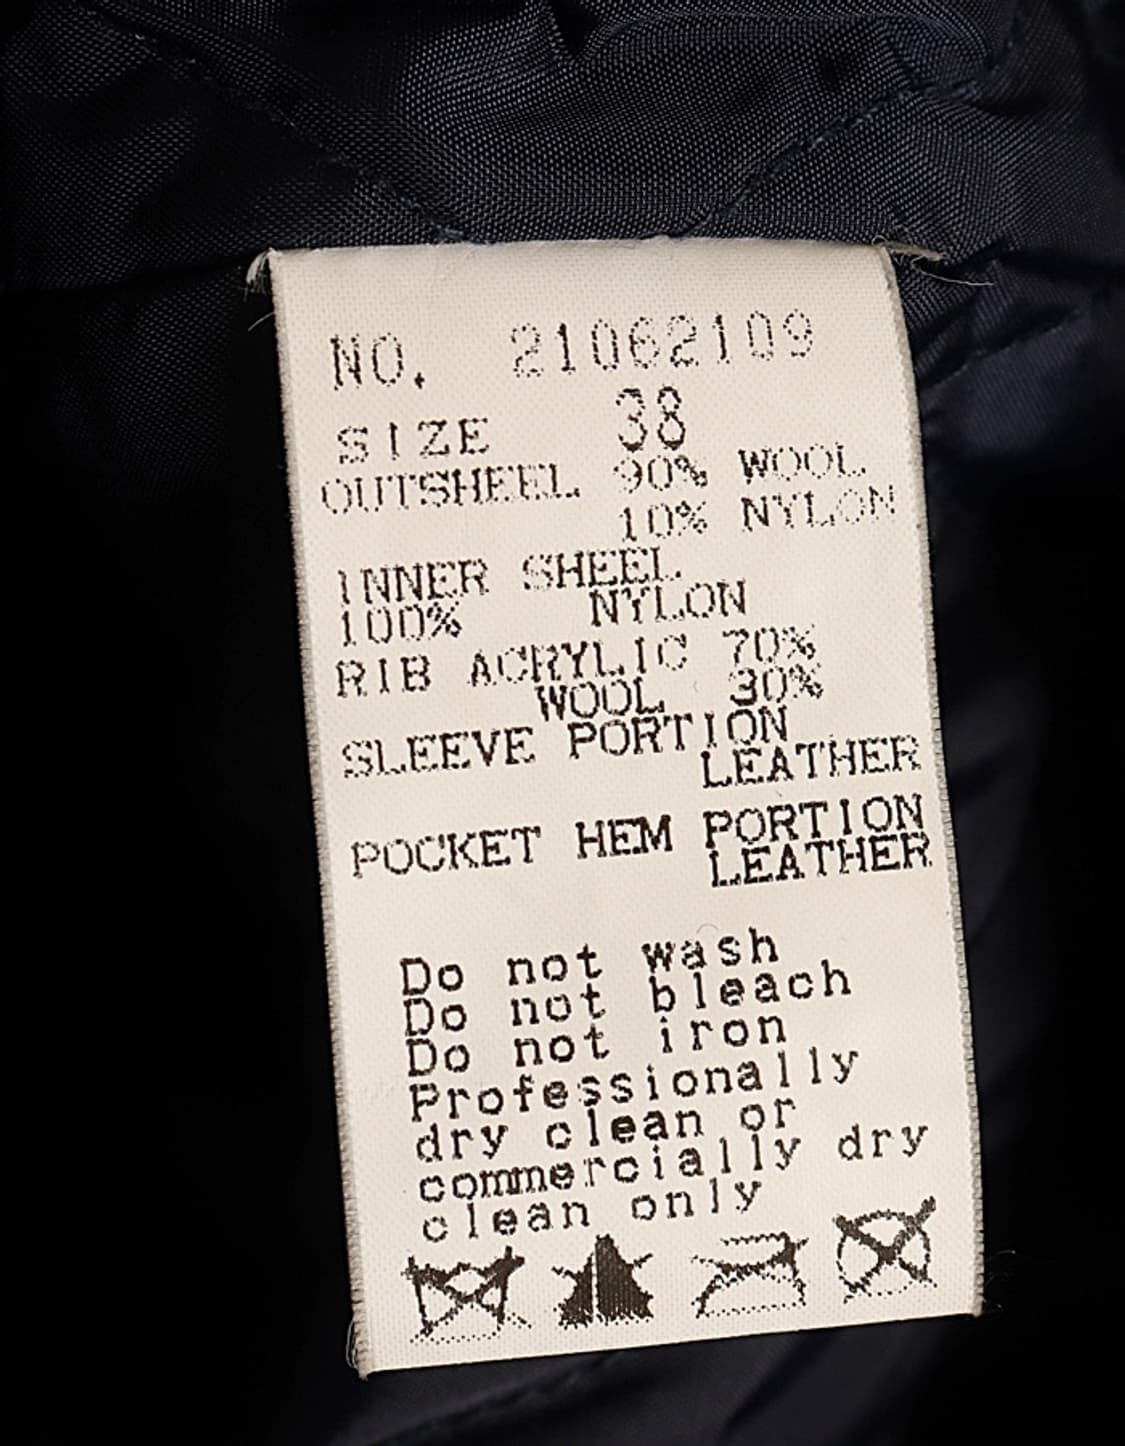 NO. 21062109
SIZE 38
OUTSHEEL 90% WOOL
10% NYLON
INNER SHEEL
100% NYLON
RIB ACRYLIC 70%
WOOL 30%
SLEEVE PORTION
LEATHER
POCKET HEM PORTION
LEATHER
Do not wash
Do not bleach
Do not iron
Professionally
dry clean or
commercially dry
clean only